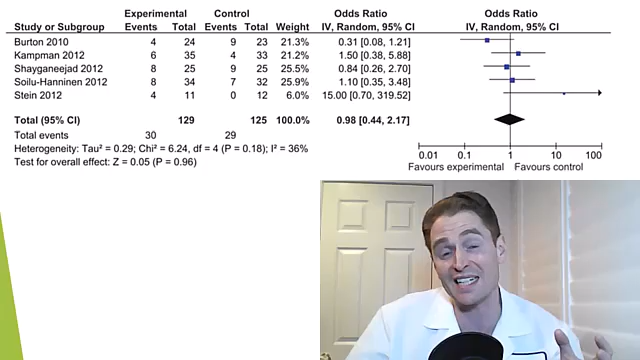 Experimental Control Odds Ratio Odds Ratio
Study or Subgroup Events Total Events Total Weight IV, Random, 95% CI IV, Random, 95% CI
Burton 2010 4 24 9 23 21.3% 0.31 [0.08, 1.21]
Kampman 2012 6 35 4 33 21.3% 1.50 [0.38, 5.88]
Shayganeejad 2012 8 25 9 25 25.5% 0.84 [0.26, 2.70]
Soilu-Hanninen 2012 8 34 7 32 25.9% 1.10 [0.35, 3.48]
Stein 2012 4 11 0 12 6.0% 15.00 [0.70, 319.52]
Total (95% CI) 129 125 100.0% 0.98 [0.44, 2.17]
Total events 30 29
Heterogeneity: Tau² = 0.29; Chi² = 6.24, df = 4 (P = 0.18); I² = 36%
Test for overall effect: Z = 0.05 (P = 0.96)
0.01 0.1 1 10 100
Favours experimental Favours control